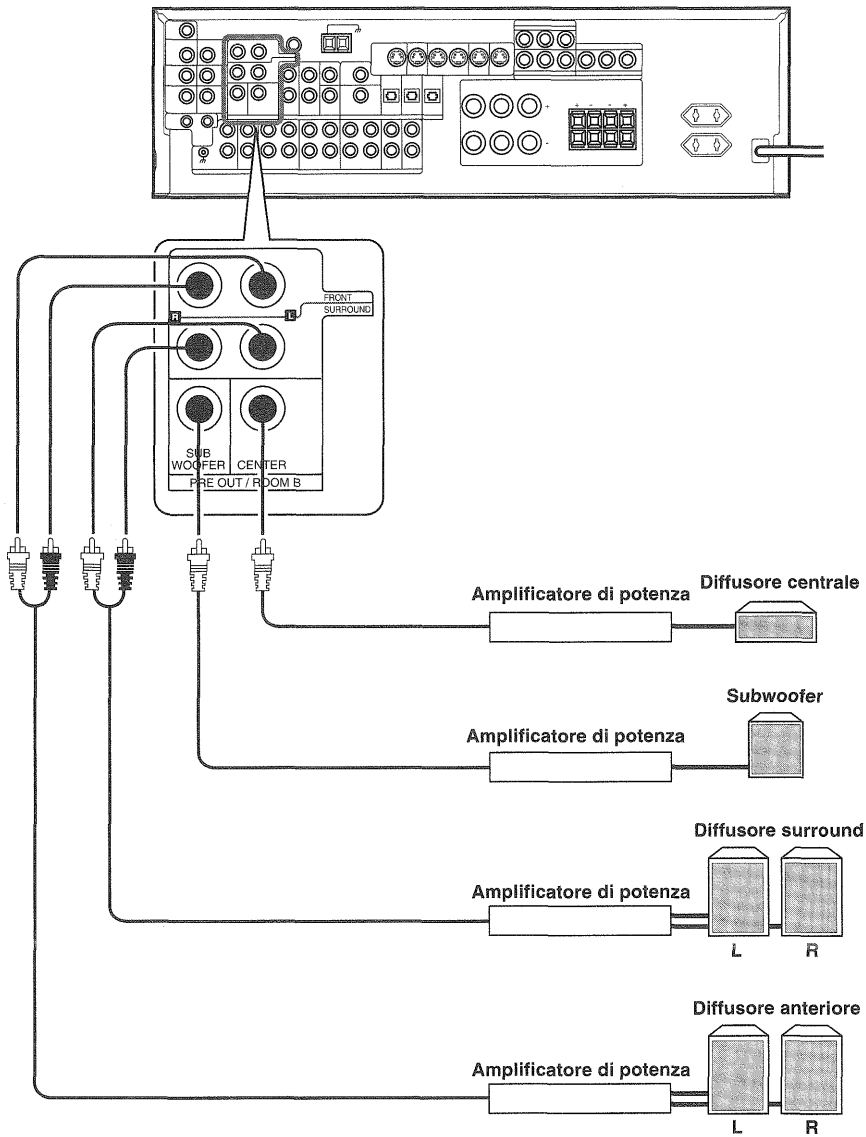 + - - +
+
-
FRONT
R L
SURROUND
SUB
WOOFER
CENTER
PRE OUT / ROOM B
Amplificatore di potenza
Diffusore centrale
Subwoofer
Amplificatore di potenza
Diffusore surround
Amplificatore di potenza
L R
Diffusore anteriore
Amplificatore di potenza
L R